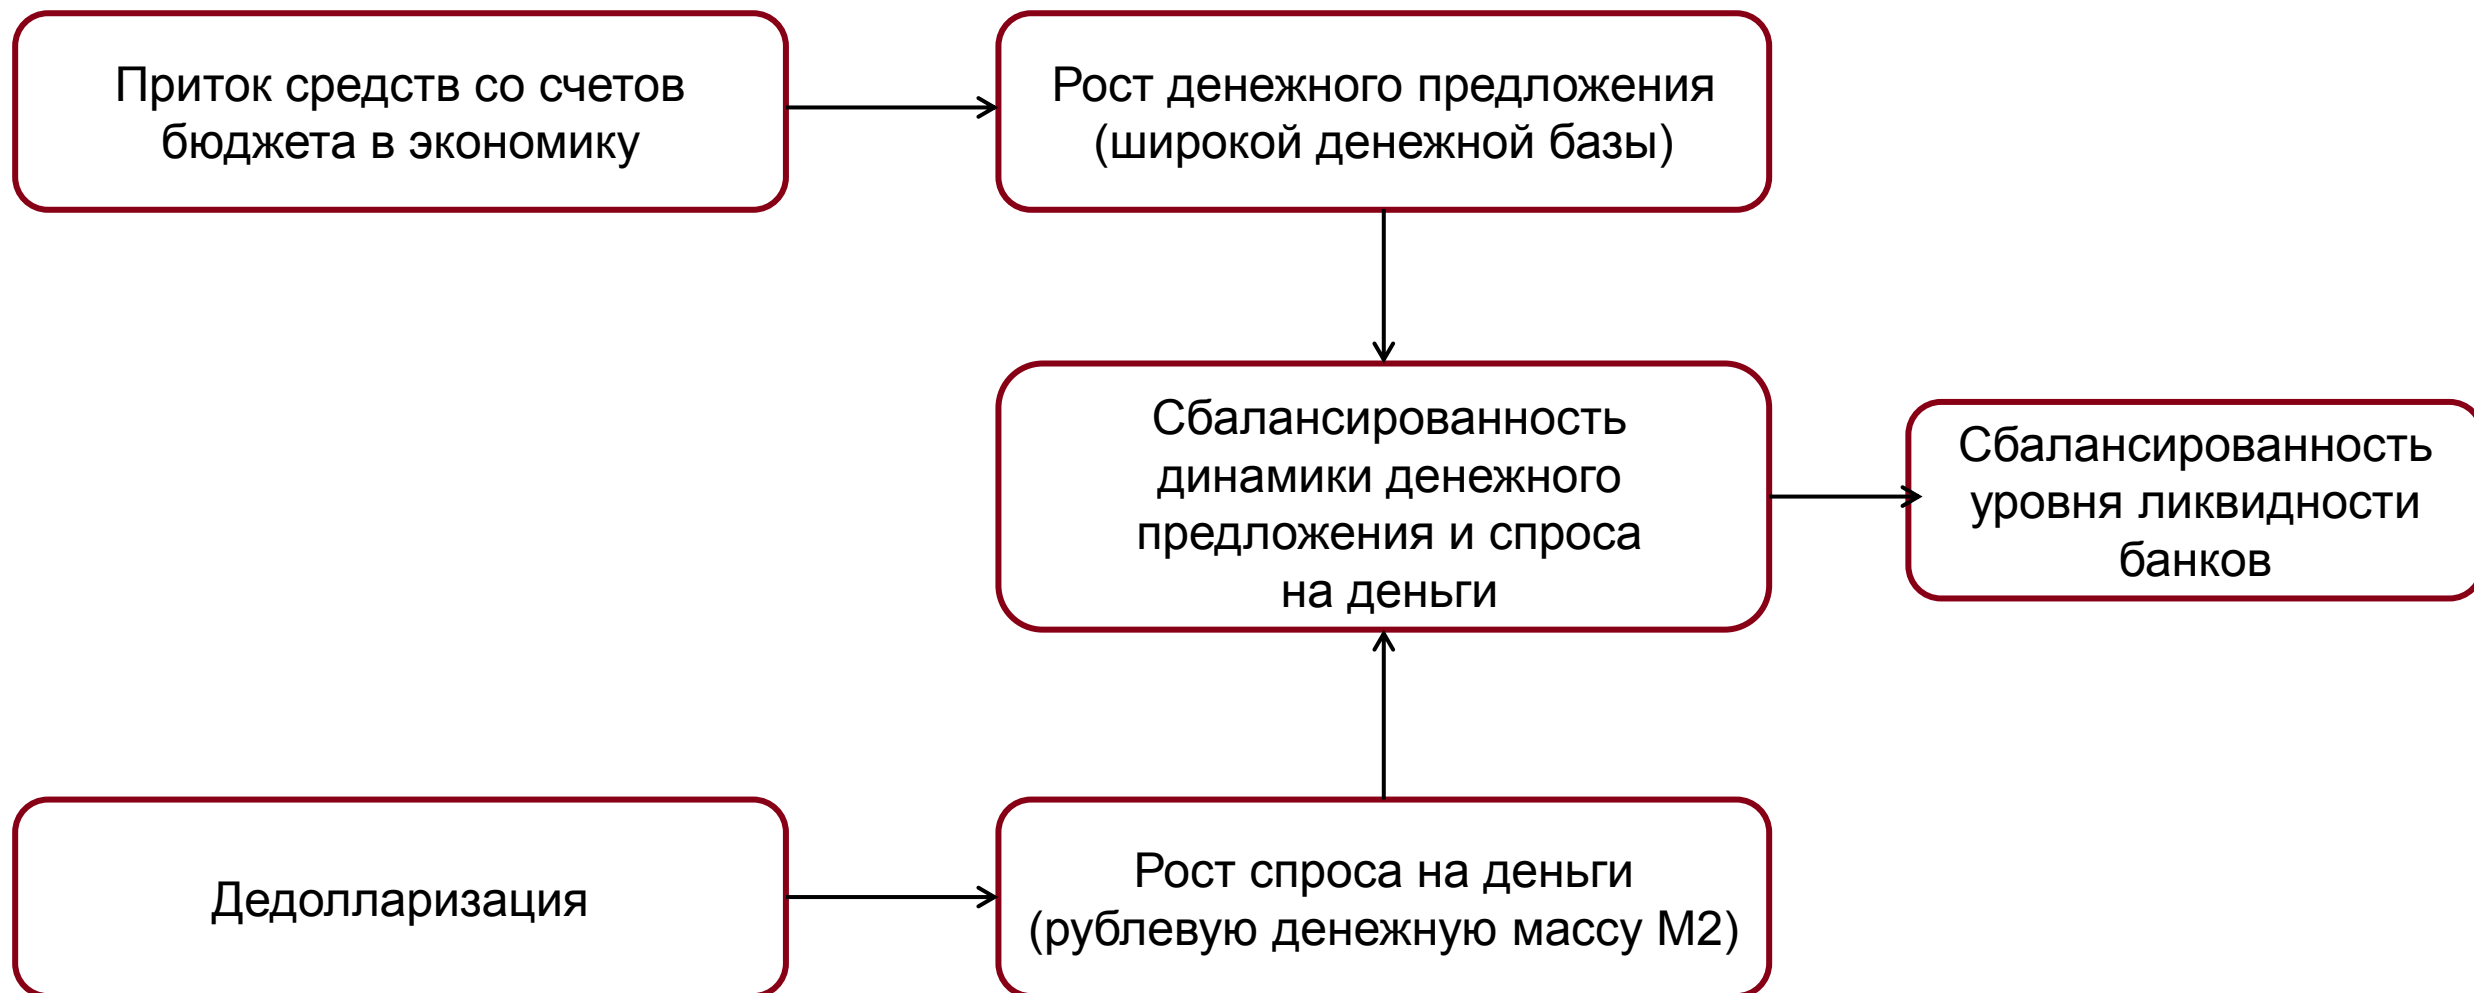 Приток средств со счетов
бюджета в экономику
Рост денежного предложения
(широкой денежной базы)
Сбалансированность
динамики денежного
предложения и спроса
на деньги
Сбалансированность
уровня ликвидности
банков
Дедолларизация
Рост спроса на деньги
(рублевую денежную массу М2)